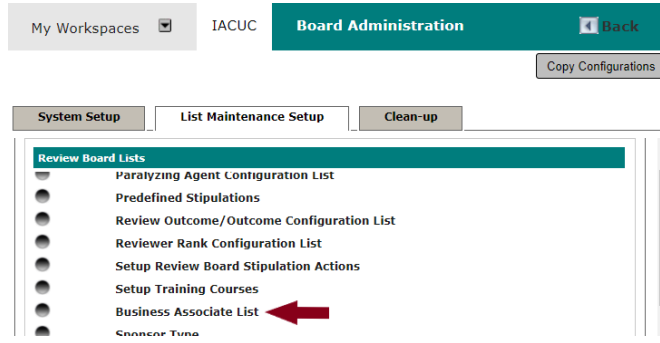 My Workspaces IACUC Board Administration Back
Copy Configurations
System Setup List Maintenance Setup Clean-up
Review Board Lists
Paralyzing Agent Configuration List
Predefined Stipulations
Review Outcome/Outcome Configuration List
Reviewer Rank Configuration List
Setup Review Board Stipulation Actions
Setup Training Courses
Business Associate List
Sponsor Type